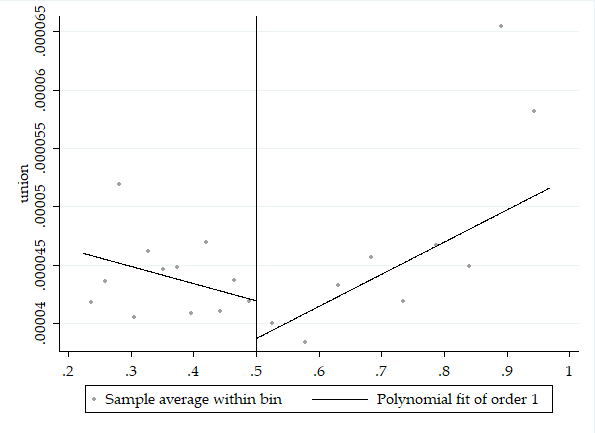 .000065
.00006
.000055
.00005
.000045
.00004
union
.2 .3 .4 .5 .6 .7 .8 .9 1
Sample average within bin Polynomial fit of order 1